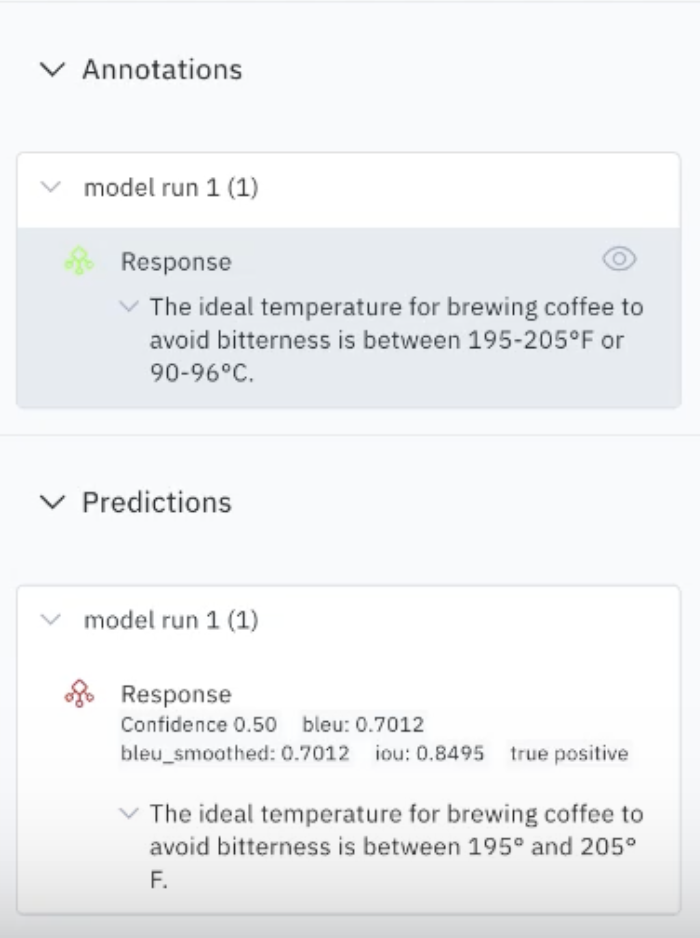 Annotations
model run 1 (1)
Response
The ideal temperature for brewing coffee to
avoid bitterness is between 195-205°F or
90-96°C.
Predictions
model run 1 (1)
Response
Confidence 0.50 bleu: 0.7012
bleu_smoothed: 0.7012 iou: 0.8495 true positive
The ideal temperature for brewing coffee to
avoid bitterness is between 195° and 205°
F.